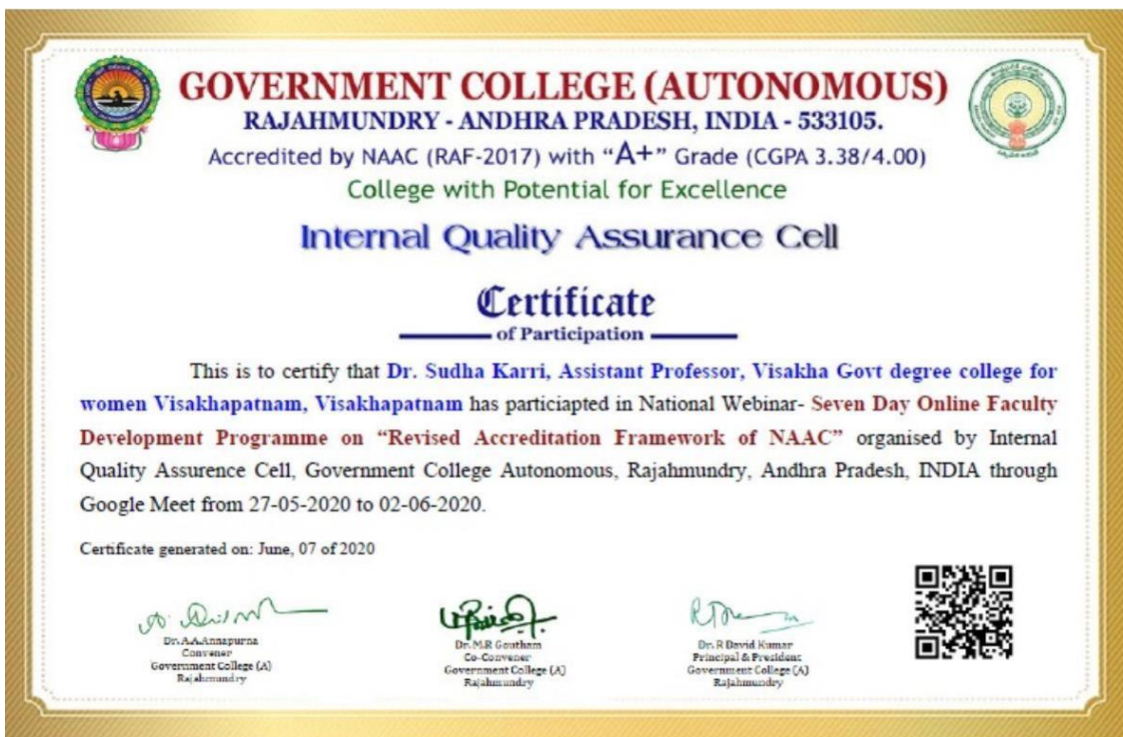 GOVERNMENT COLLEGE (AUTONOMOUS)
RAJAHMUNDRY - ANDHRA PRADESH, INDIA - 533105.
Accredited by NAAC (RAF-2017) with “A+” Grade (CGPA 3.38/4.00)
College with Potential for Excellence
Internal Quality Assurance Cell
Certificate
of Participation
This is to certify that Dr. Sudha Karri, Assistant Professor, Visakha Govt degree college for
women Visakhapatnam, Visakhapatnam has particiapted in National Webinar- Seven Day Online Faculty
Development Programme on “Revised Accreditation Framework of NAAC” organised by Internal
Quality Assurence Cell, Government College Autonomous, Rajahmundry, Andhra Pradesh, INDIA through
Google Meet from 27-05-2020 to 02-06-2020.
Certificate generated on: June, 07 of 2020
Dr. A.A.Annapurna
Convener
Government College (A)
Rajahmundry
Dr. M.R Goutham
Co-Convener
Government College (A)
Rajahmundry
Dr. R David Kumar
Principal & President
Government College (A)
Rajahmundry